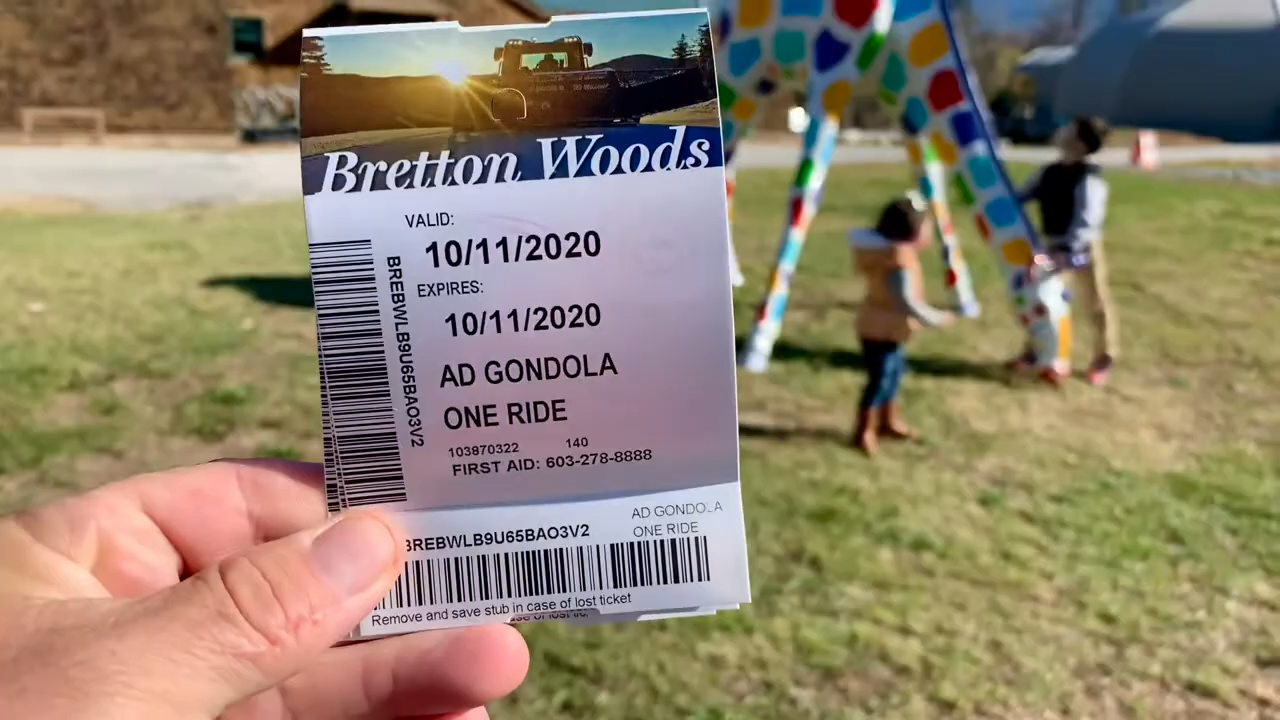 Bretton Woods
VALID:
10/11/2020
EXPIRES:
10/11/2020
AD GONDOLA
ONE RIDE
103870322 140
FIRST AID: 603-278-8888
BREBWLB9U65BAO3V2
AD GONDOLA
ONE RIDE
BREBWLB9U65BAO3V2
Remove and save stub in case of lost ticket